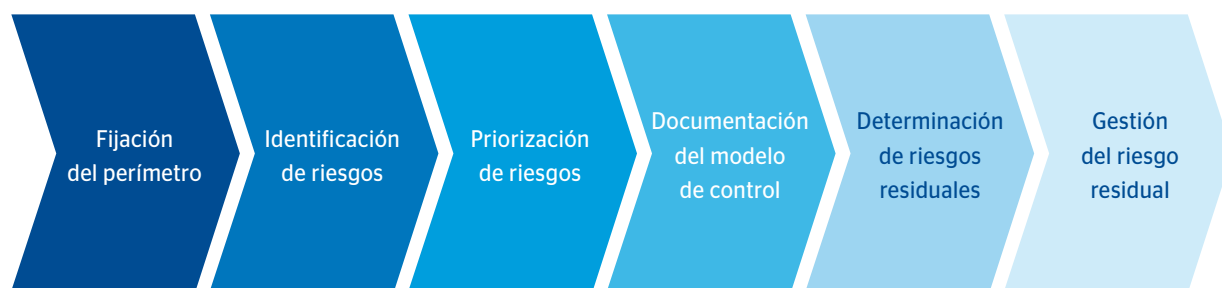 Fijación
del perímetro
Identificación
de riesgos
Priorización
de riesgos
Documentación
del modelo
de control
Determinación
de riesgos
residuales
Gestión
del riesgo
residual